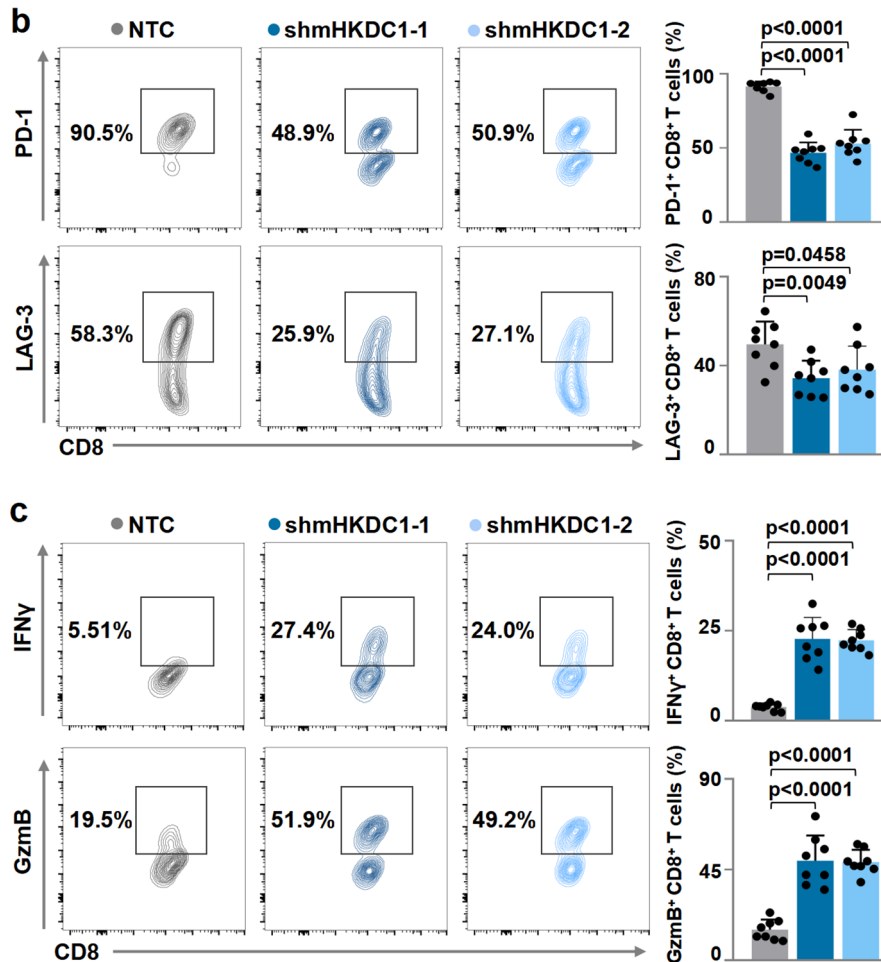 b
NTC
shmHKDC1-1
shmHKDC1-2
PD-1
90.5%
48.9%
50.9%
PD-1⁺ CD8⁺ T cells (%)
100
50
0
p<0.0001
p<0.0001
LAG-3
58.3%
25.9%
27.1%
LAG-3⁺ CD8⁺ T cells (%)
80
40
0
p=0.0458
p=0.0049
CD8
c
NTC
shmHKDC1-1
shmHKDC1-2
IFNγ
5.51%
27.4%
24.0%
IFNγ⁺ CD8⁺ T cells (%)
50
25
0
p<0.0001
p<0.0001
GzmB
19.5%
51.9%
49.2%
GzmB⁺ CD8⁺ T cells (%)
90
45
0
p<0.0001
p<0.0001
CD8